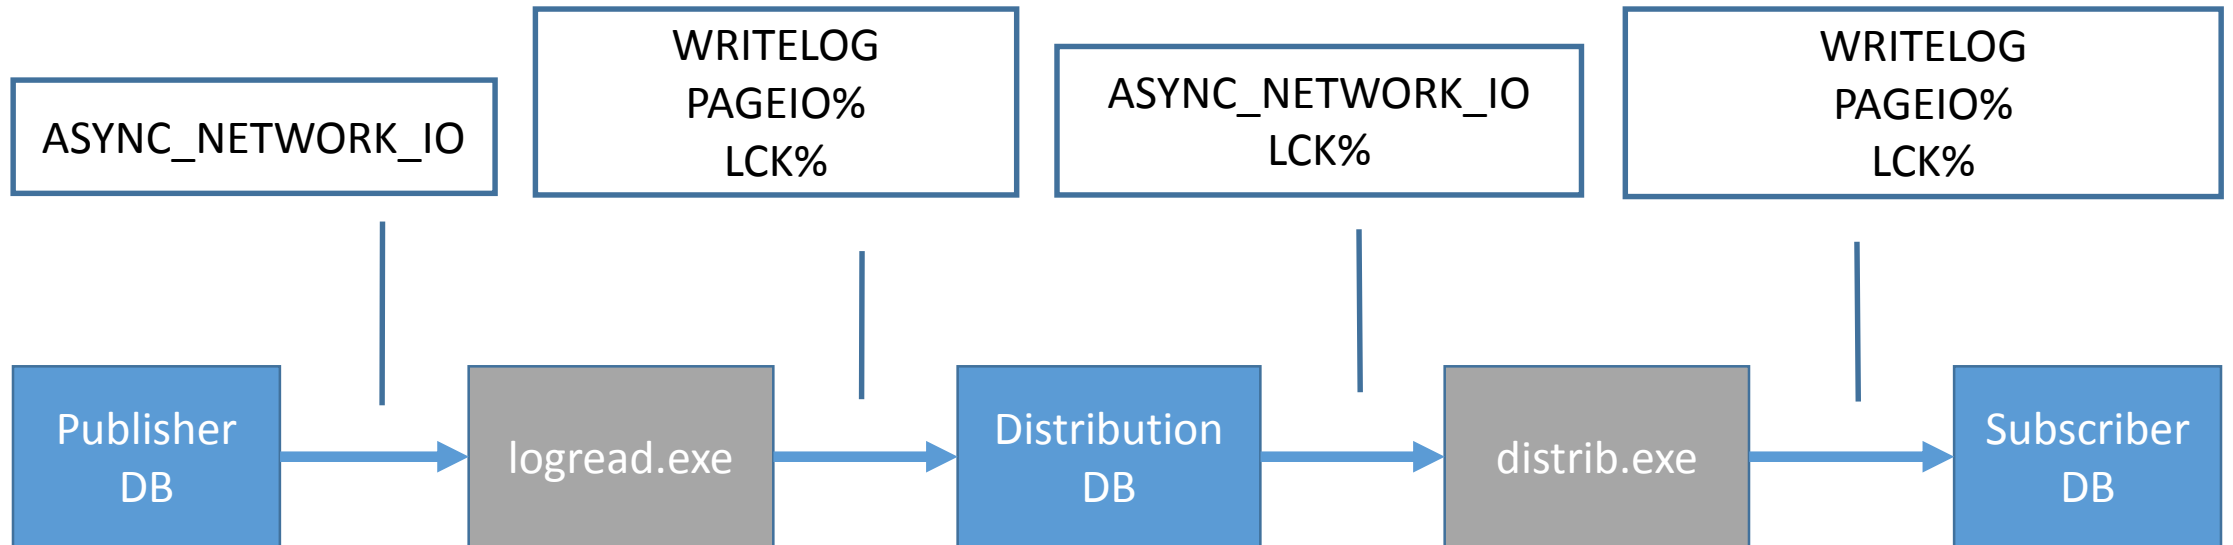 ASYNC_NETWORK_IO
WRITELOG
PAGEIO%
LCK%
ASYNC_NETWORK_IO
LCK%
WRITELOG
PAGEIO%
LCK%
Publisher
DB
logread.exe
Distribution
DB
distrib.exe
Subscriber
DB